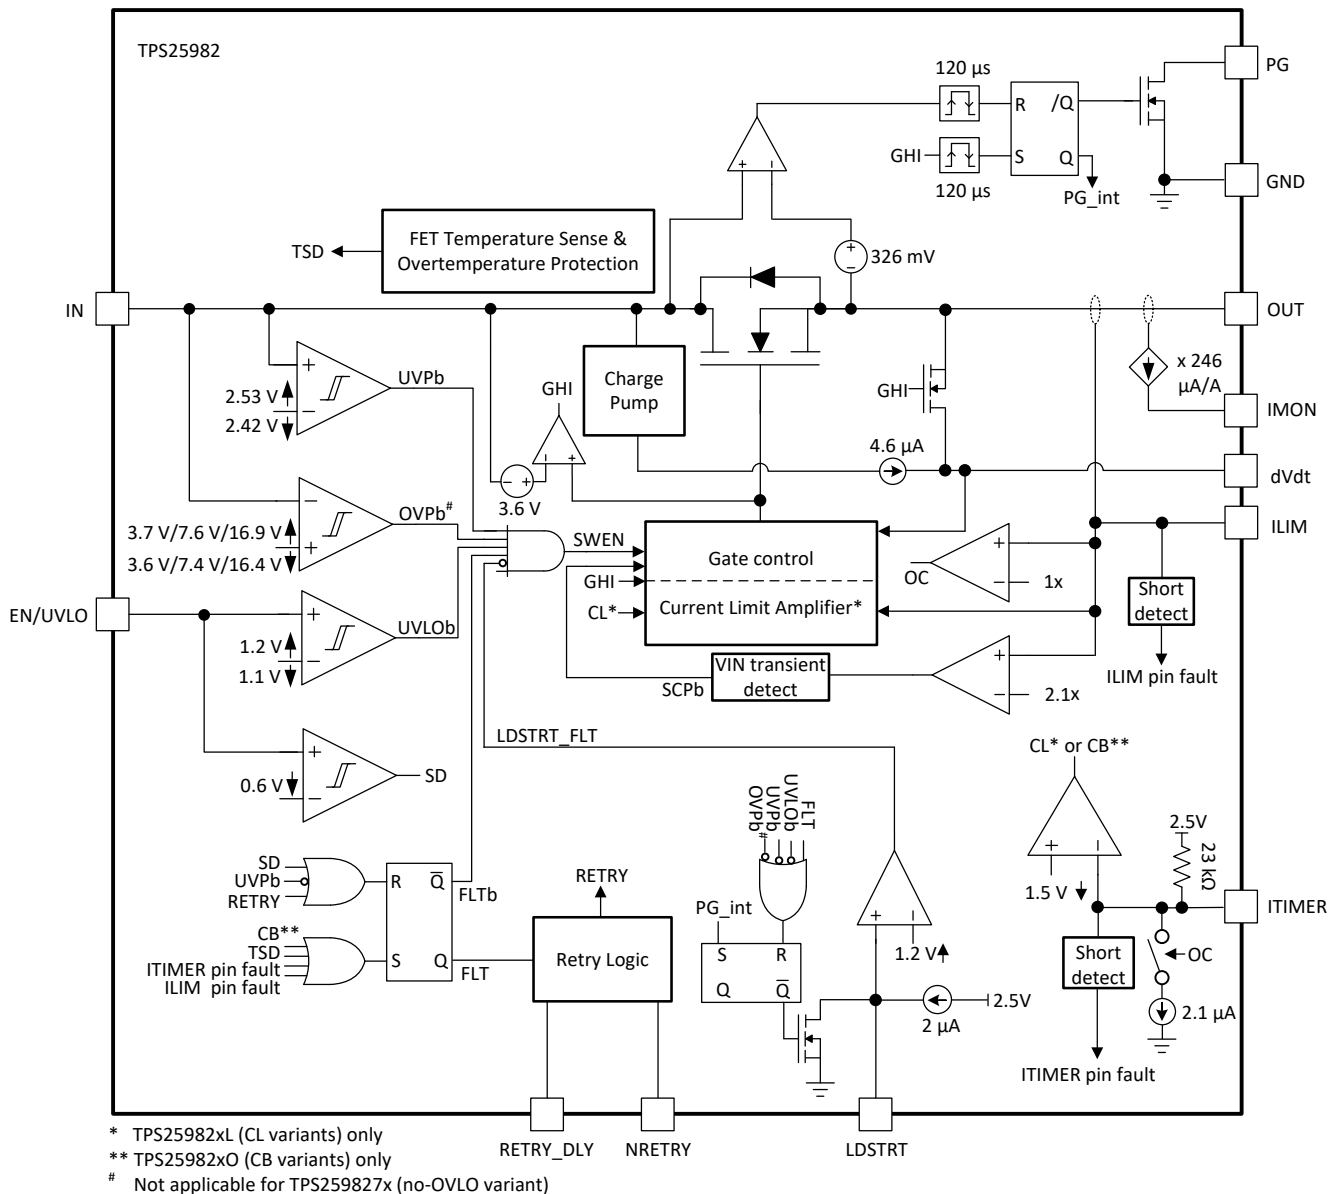 TPS25982
120 µs
PG
R
/Q
GHI
S
Q
120 µs
PG_int
GND
TSD
FET Temperature Sense &
Overtemperature Protection
+
−
+
−
326 mV
IN
OUT
+
UVPb
2.53 V
−
2.42 V
GHI
Charge
Pump
GHI
x 246
µA/A
IMON
4.6 µA
dVdt
−
+
−
+
3.6 V
−
OVPb#
3.7 V/7.6 V/16.9 V
+
3.6 V/7.4 V/16.4 V
SWEN
Gate control
GHI
Current Limit Amplifier*
CL*
OC
+
−
1x
ILIM
Short
detect
ILIM pin fault
EN/UVLO
+
UVLOb
1.2 V
−
1.1 V
SCPb
VIN transient
detect
+
−
2.1x
LDSTRT_FLT
+
0.6 V
−
SD
CL* or CB**
+
−
1.5 V
2.5V
23 kΩ
ITIMER
OVPb#
UVPb
UVLOb
FLT
SD
UVPb
RETRY
R
Q
FLTb
CB**
TSD
ITIMER pin fault
ILIM pin fault
S
Q
FLT
RETRY
Retry Logic
PG_int
S
R
Q
Q
+
−
1.2 V
2.5V
2 µA
Short
detect
OC
2.1 µA
ITIMER pin fault
RETRY_DLY
NRETRY
LDSTRT
* TPS25982xL (CL variants) only
** TPS25982xO (CB variants) only
# Not applicable for TPS259827x (no-OVLO variant)